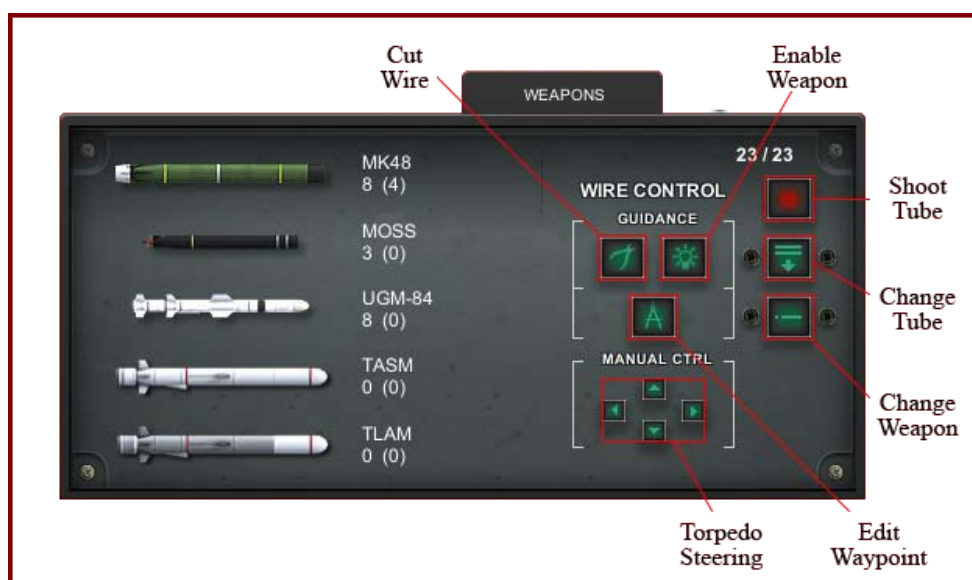 Cut
Wire
Enable
Weapon
WEAPONS
23 / 23
MK48
8 (4)
MOSS
3 (0)
UGM-84
8 (0)
TASM
0 (0)
TLAM
0 (0)
WIRE CONTROL
GUIDANCE
MANUAL CTRL
Shoot
Tube
Change
Tube
Change
Weapon
Torpedo
Steering
Edit
Waypoint